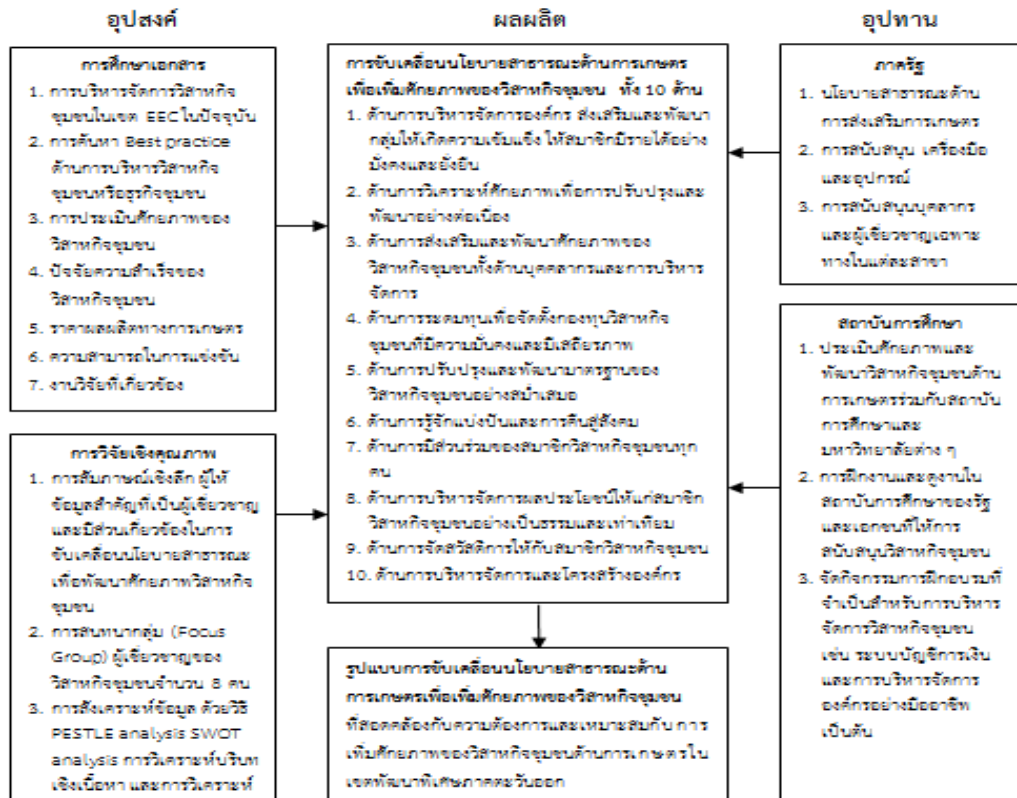 อุปสงค์
การศึกษาเอกสาร
1. การบริหารจัดการวิสาหกิจ
ชุมชนในเขต EEC ในปัจจุบัน
2. การค้นหา Best practice
ด้านการบริหารวิสาหกิจ
ชุมชนหรือธุรกิจชุมชน
3. การประเมินศักยภาพของ
วิสาหกิจชุมชน
4. ปัจจัยความสำเร็จของ
วิสาหกิจชุมชน
5. ราคาผลผลิตทางการเกษตร
6. ความสามารถในการแข่งขัน
7. งานวิจัยที่เกี่ยวข้อง
การวิจัยเชิงคุณภาพ
1. การสัมภาษณ์เชิงลึก ผู้ให้
ข้อมูลสำคัญที่เป็นผู้เชี่ยวชาญ
และมีส่วนเกี่ยวข้องในการ
ขับเคลื่อนนโยบายสาธารณะ
เพื่อพัฒนาศักยภาพวิสาหกิจ
ชุมชน
2. การสนทนากลุ่ม (Focus
Group) ผู้เชี่ยวชาญของ
วิสาหกิจชุมชนจำนวน 8 คน
3. การสังเคราะห์ข้อมูล ด้วยวิธี
PESTLE analysis SWOT
analysis การวิเคราะห์บริบท
เชิงเนื้อหา และการวิเคราะห์
ผลผลิต
การขับเคลื่อนนโยบายสาธารณะด้านการเกษตร
เพื่อเพิ่มศักยภาพของวิสาหกิจชุมชน ทั้ง 10 ด้าน
1. ด้านการบริหารจัดการองค์กร ส่งเสริมและพัฒนา
กลุ่มให้เกิดความเข้มแข็ง ให้สมาชิกมีรายได้อย่าง
มั่งคงและยั่งยืน
2. ด้านการวิเคราะห์ศักยภาพเพื่อการปรับปรุงและ
พัฒนาอย่างต่อเนื่อง
3. ด้านการส่งเสริมและพัฒนาศักยภาพของ
วิสาหกิจชุมชนทั้งด้านบุคคลากรและการบริหาร
จัดการ
4. ด้านการระดมทุนเพื่อจัดตั้งกองทุนวิสาหกิจ
ชุมชนที่มีความมั่นคงและมีเสถียรภาพ
5. ด้านการปรับปรุงและพัฒนามาตรฐานของ
วิสาหกิจชุมชนอย่างสม่ำเสมอ
6. ด้านการรู้จักแบ่งปันและการคืนสู่สังคม
7. ด้านการมีส่วนร่วมของสมาชิกวิสาหกิจชุมชนทุก
คน
8. ด้านการบริหารจัดการผลประโยชน์ให้แก่สมาชิก
วิสาหกิจชุมชนอย่างเป็นธรรมและเท่าเทียม
9. ด้านการจัดสวัสดิการให้กับสมาชิกวิสาหกิจชุมชน
10. ด้านการบริหารจัดการและโครงสร้างองค์กร
รูปแบบการขับเคลื่อนนโยบายสาธารณะด้าน
การเกษตรเพื่อเพิ่มศักยภาพของวิสาหกิจชุมชน
ที่สอดคล้องกับความต้องการและเหมาะสมกับ การ
เพิ่มศักยภาพของวิสาหกิจชุมชนด้านการเกษตรใน
เขตพัฒนาพิเศษภาคตะวันออก
อุปทาน
ภาครัฐ
1. นโยบายสาธารณะด้าน
การส่งเสริมการเกษตร
2. การสนับสนุน เครื่องมือ
และอุปกรณ์
3. การสนับสนุนบุคลากร
และผู้เชี่ยวชาญเฉพาะ
ทางในแต่ละสาขา
สถาบันการศึกษา
1. ประเมินศักยภาพและ
พัฒนาวิสาหกิจชุมชนด้าน
การเกษตรร่วมกับสถาบัน
การศึกษาและ
มหาวิทยาลัยต่าง ๆ
2. การฝึกงานและดูงานใน
สถาบันการศึกษาของรัฐ
และเอกชนที่ให้การ
สนับสนุนวิสาหกิจชุมชน
3. จัดกิจกรรมการฝึกอบรมที่
จำเป็นสำหรับการบริหาร
จัดการวิสาหกิจชุมชน
เช่น ระบบบัญชีการเงิน
และการบริหารจัดการ
องค์กรอย่างมืออาชีพ
เป็นต้น